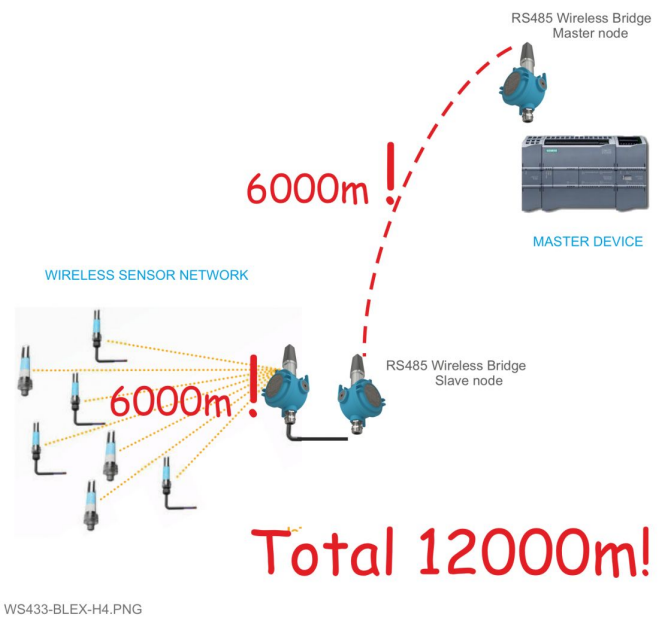 RS485 Wireless Bridge
Master node
6000m !
MASTER DEVICE
WIRELESS SENSOR NETWORK
RS485 Wireless Bridge
Slave node
6000m !
Total 12000m!
WS433-BLEX-H4.PNG